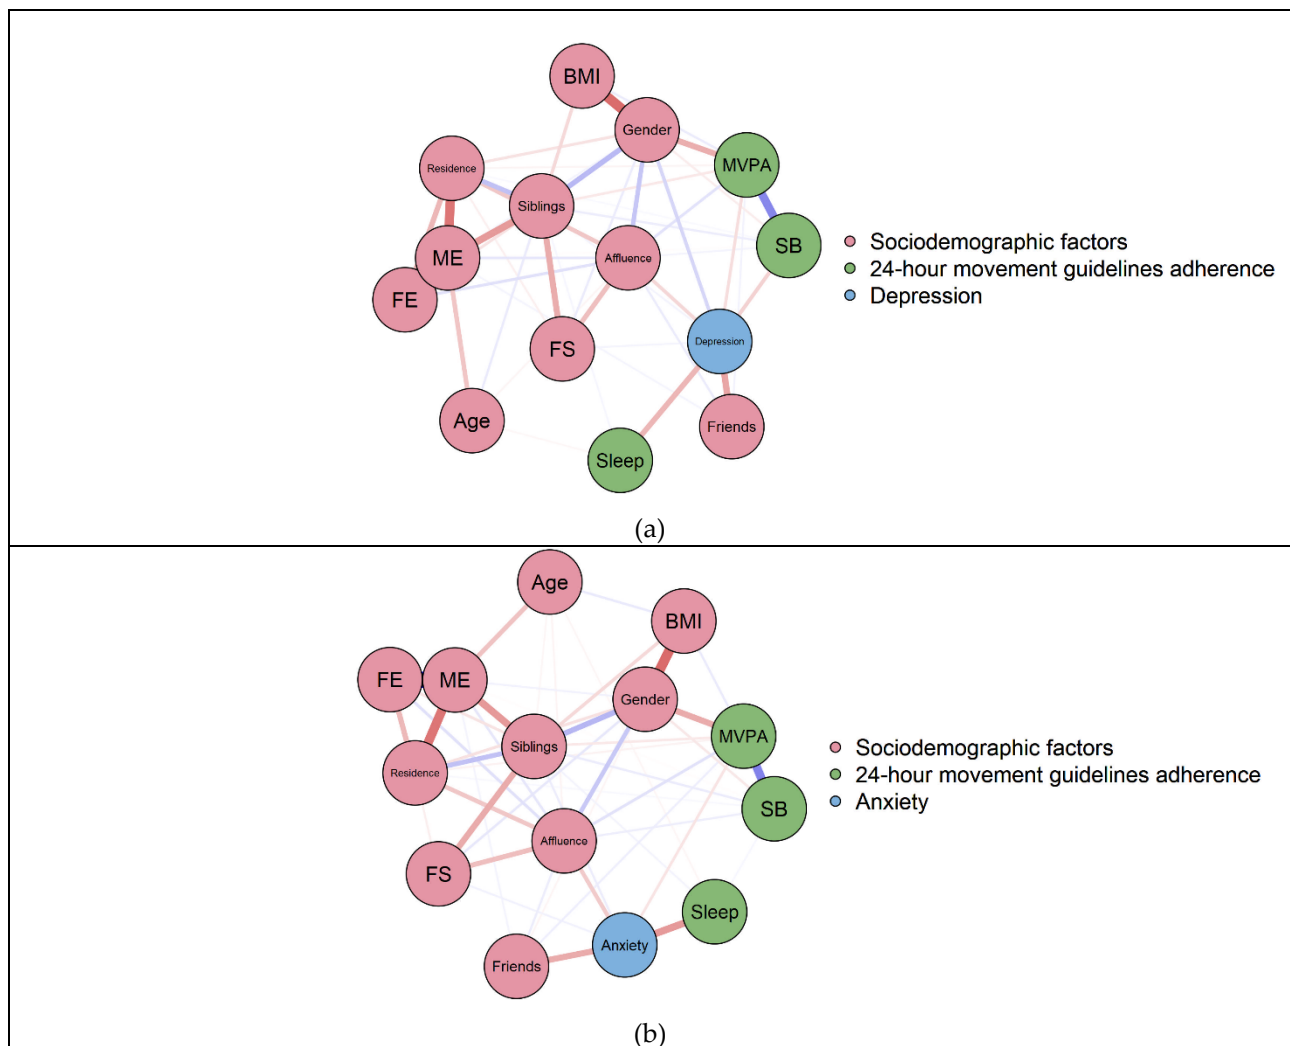 BMI
Gender
MVPA
Residence
Siblings
SB
Sociodemographic factors
ME
Affluence
24-hour movement guidelines adherence
FE
Depression
FS
Depression
Age
Friends
Sleep
(a)
Age
BMI
FE
ME
Gender
MVPA
Siblings
Sociodemographic factors
Residence
24-hour movement guidelines adherence
SB
Anxiety
Affluence
FS
Sleep
Anxiety
Friends
(b)